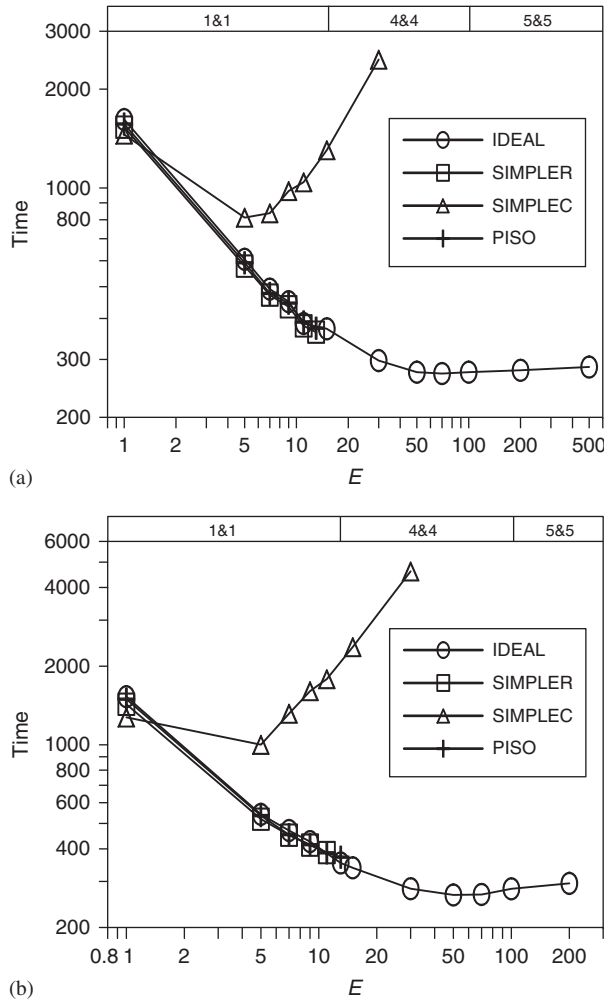 1&1 4&4 5&5
3000
2000
1000
800
300
200
Time
IDEAL
SIMPLER
SIMPLEC
PISO
1 2 5 10 20 50 100 200 500
E
(a)
1&1 4&4 5&5
6000
4000
2000
1000
800
600
400
200
Time
IDEAL
SIMPLER
SIMPLEC
PISO
0.8 1 2 5 10 20 50 100 200
E
(b)